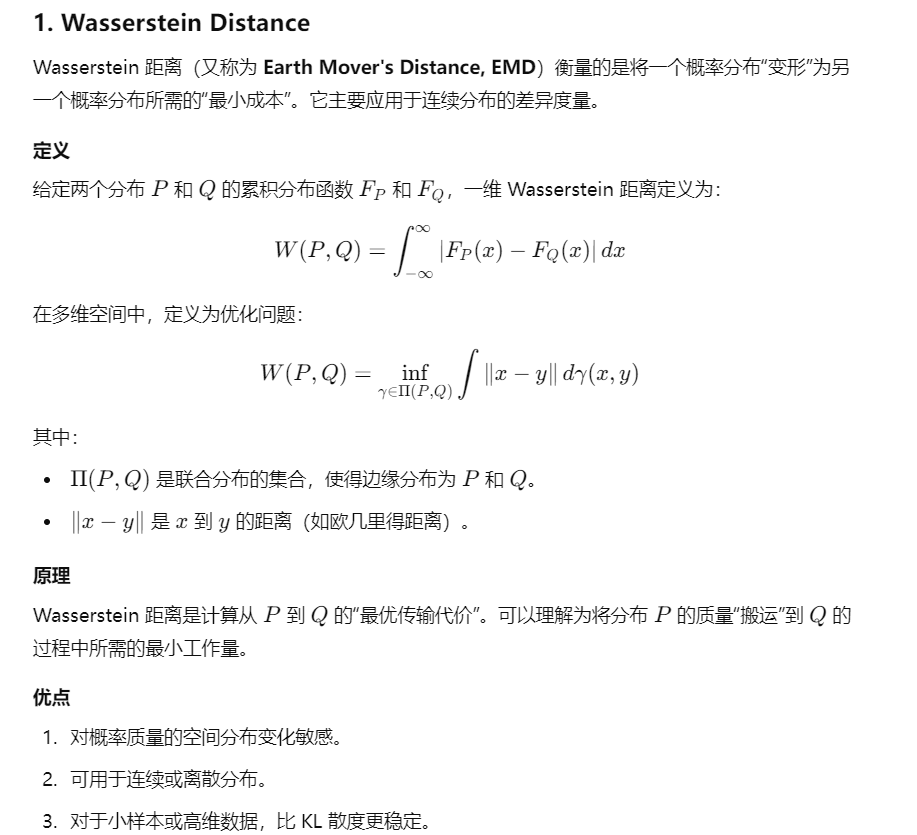 1. Wasserstein Distance
Wasserstein 距离（又称为 Earth Mover's Distance, EMD）衡量的是将一个概率分布“变形”为另
一个概率分布所需的“最小成本”。它主要应用于连续分布的差异度量。
定义
给定两个分布 P 和 Q 的累积分布函数 F_P 和 F_Q，一维 Wasserstein 距离定义为：
W(P, Q) = ∫_{-∞}^{∞} |F_P(x) − F_Q(x)| dx
在多维空间中，定义为优化问题：
W(P, Q) = inf_{γ∈Π(P,Q)} ∫ ‖x − y‖ dγ(x, y)
其中：
• Π(P, Q) 是联合分布的集合，使得边缘分布为 P 和 Q。
• ‖x − y‖ 是 x 到 y 的距离（如欧几里得距离）。
原理
Wasserstein 距离是计算从 P 到 Q 的“最优传输代价”。可以理解为将分布 P 的质量“搬运”到 Q 的
过程中所需的最小工作量。
优点
1. 对概率质量的空间分布变化敏感。
2. 可用于连续或离散分布。
3. 对于小样本或高维数据，比 KL 散度更稳定。